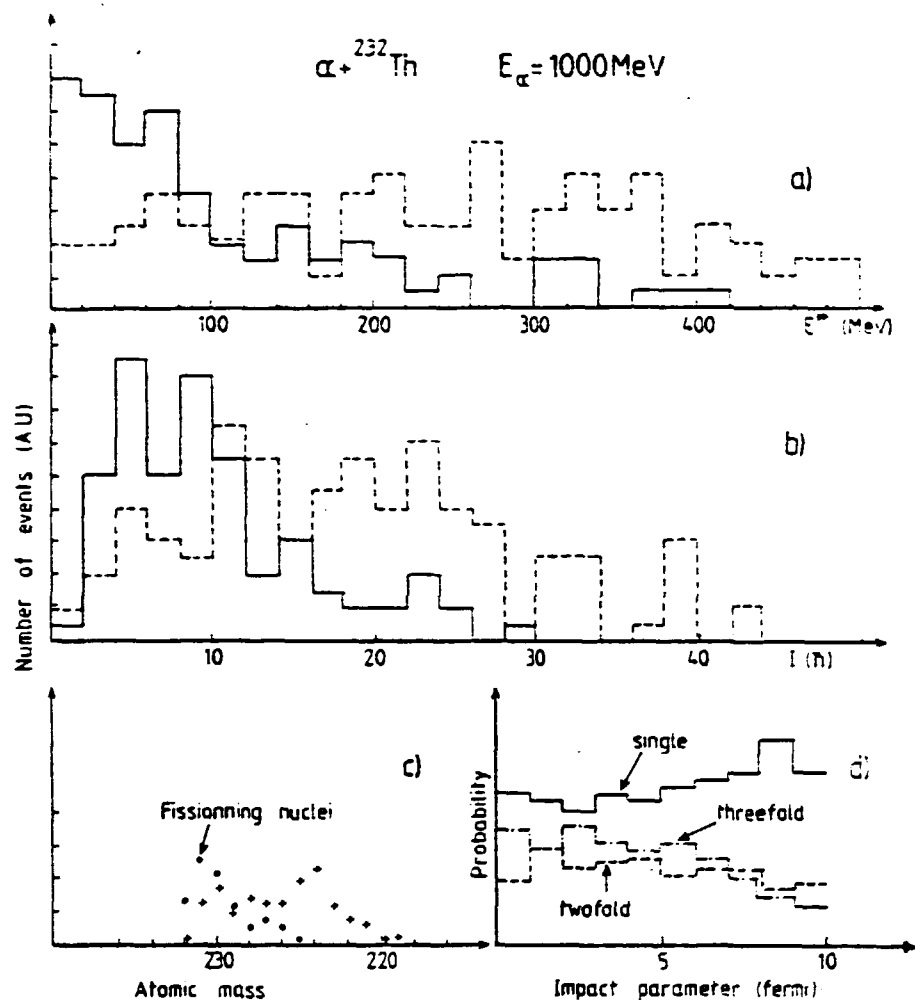 α + ²³²Th E_α = 1000 MeV
a)
100 200 300 400 E* (MeV)
b)
Number of events (AU)
10 20 30 40 I (ħ)
c)
Fissionning nuclei
230 220
Atomic mass
d)
single
threefold
twofold
Probability
5 10
Impact parameter (fermi)